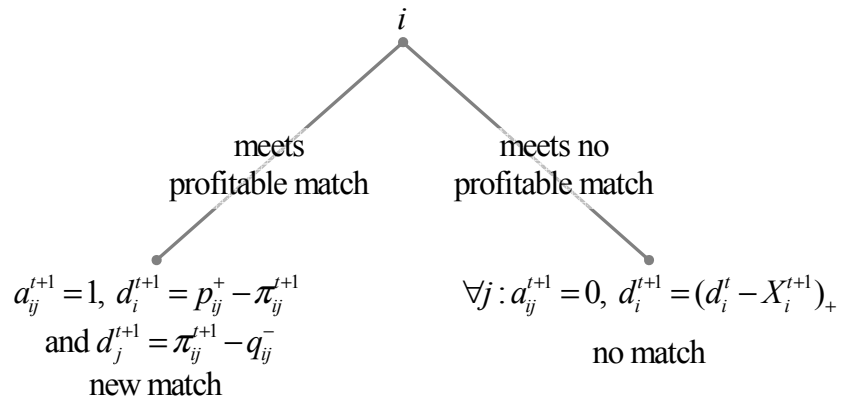 i
meets
profitable match
meets no
profitable match
a_{ij}^{t+1} = 1, d_i^{t+1} = p_{ij}^+ − π_{ij}^{t+1}
and d_j^{t+1} = π_{ij}^{t+1} − q_{ij}^−
new match
∀j : a_{ij}^{t+1} = 0, d_i^{t+1} = (d_i^t − X_i^{t+1})_+
no match